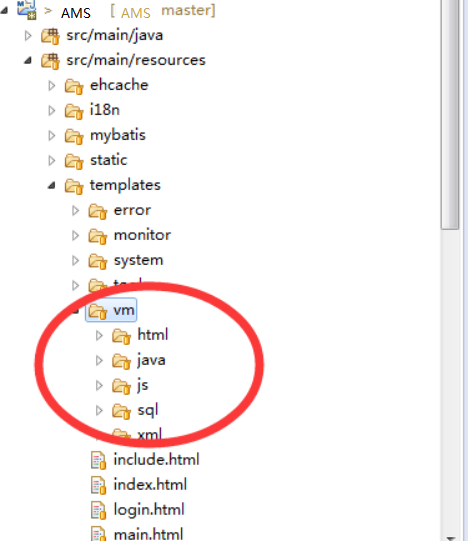 > AMS [ AMS master]
src/main/java
src/main/resources
ehcache
i18n
mybatis
static
templates
error
monitor
system
vm
html
java
js
sql
xml
include.html
index.html
login.html
main.html